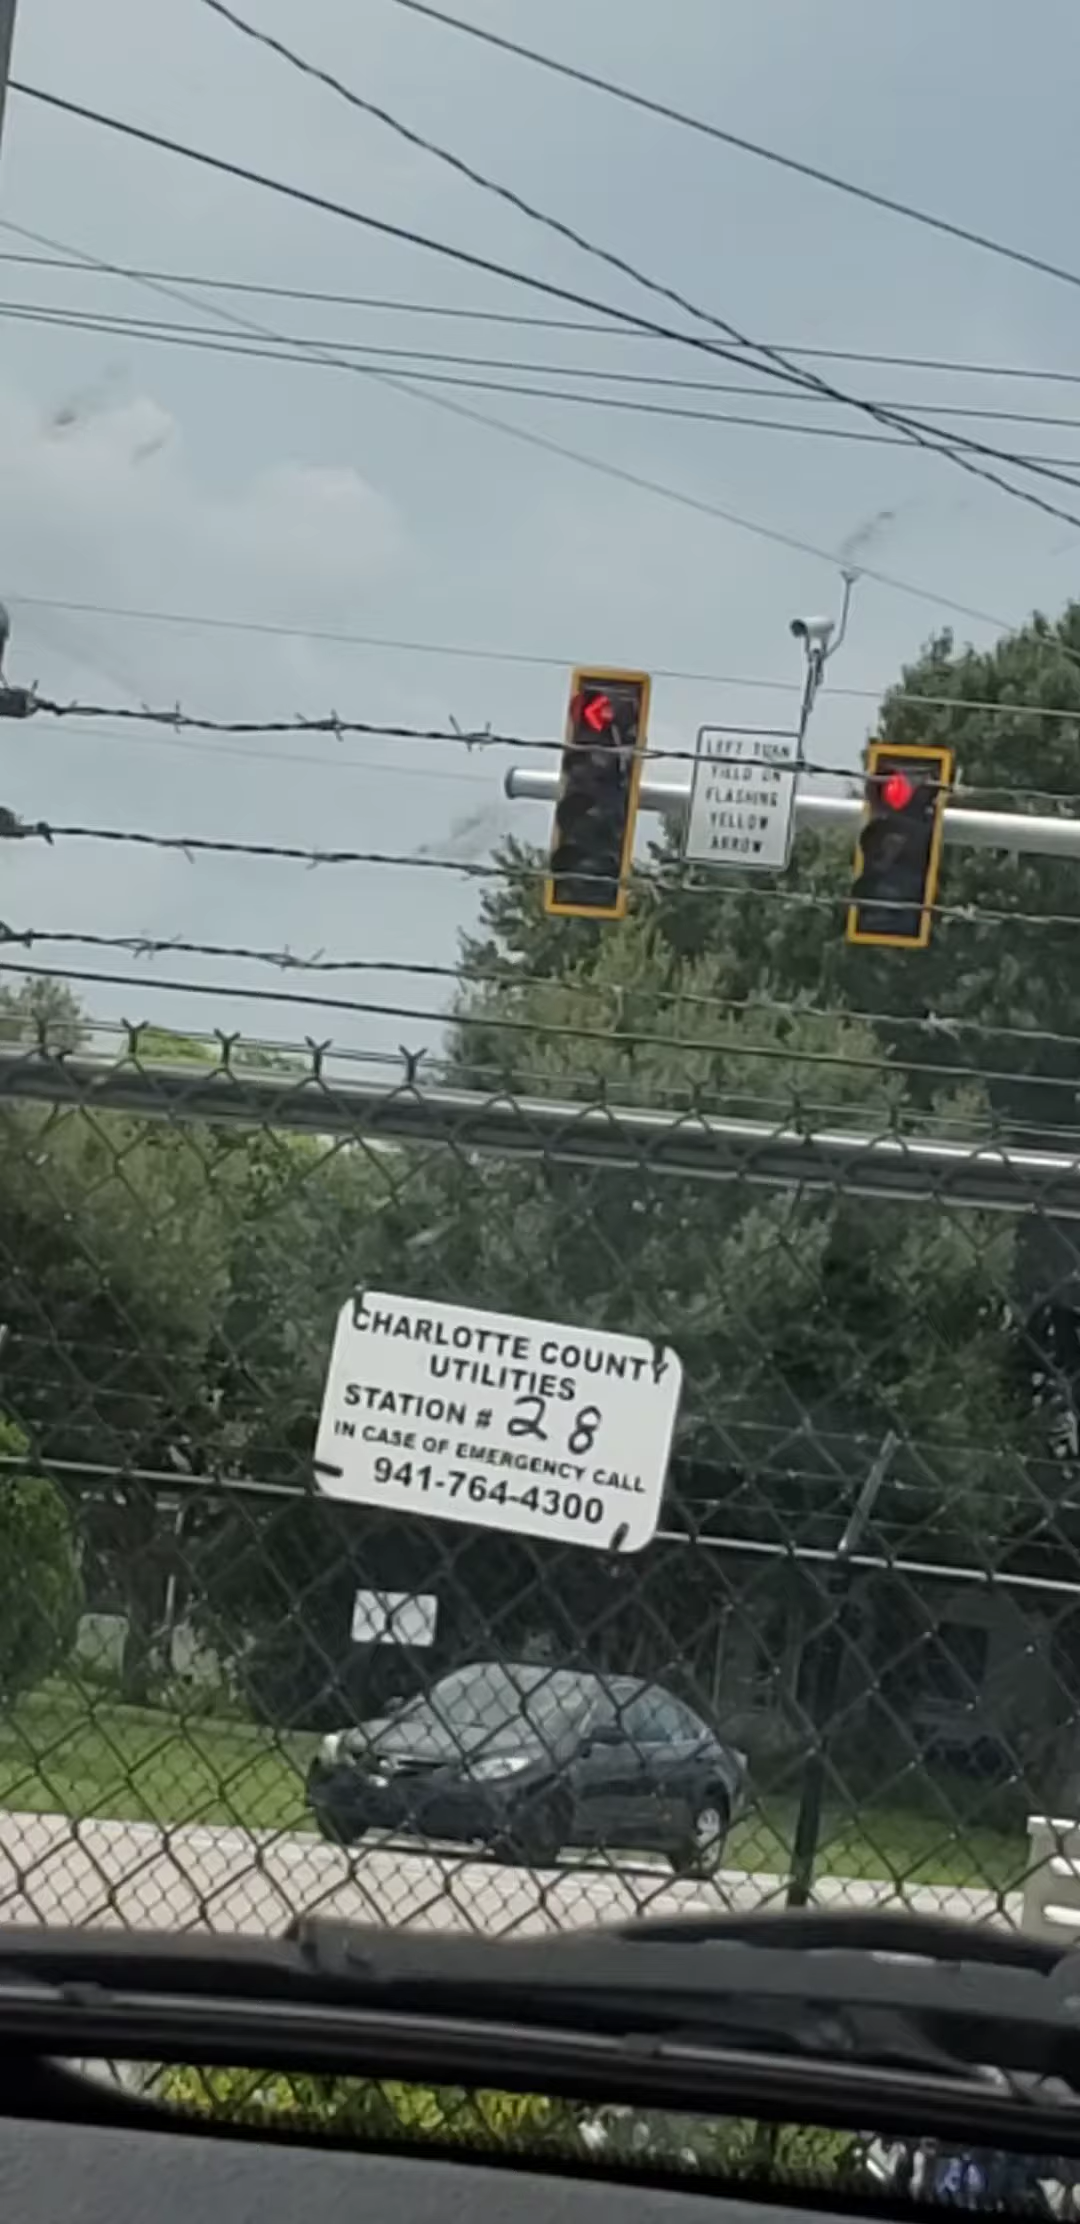 LEFT TURN
YIELD ON
FLASHING
YELLOW
ARROW
CHARLOTTE COUNTY
UTILITIES
STATION # 28
IN CASE OF EMERGENCY CALL
941-764-4300